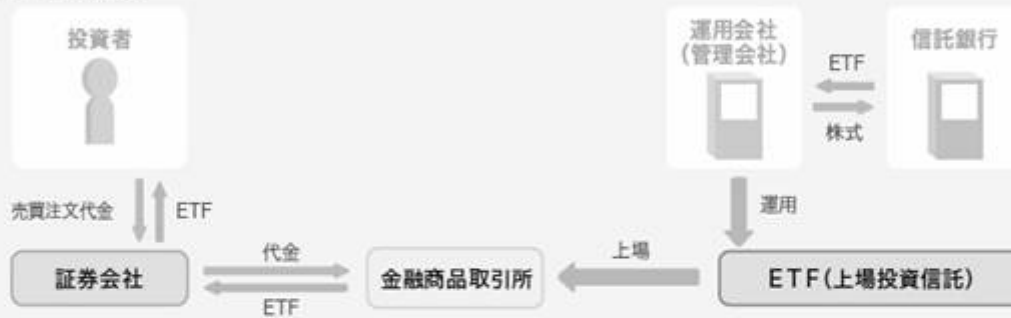 投資者
運用会社
(管理会社)
信託銀行
ETF
株式
売買注文代金
ETF
運用
証券会社
代金
ETF
金融商品取引所
上場
ETF(上場投資信託)